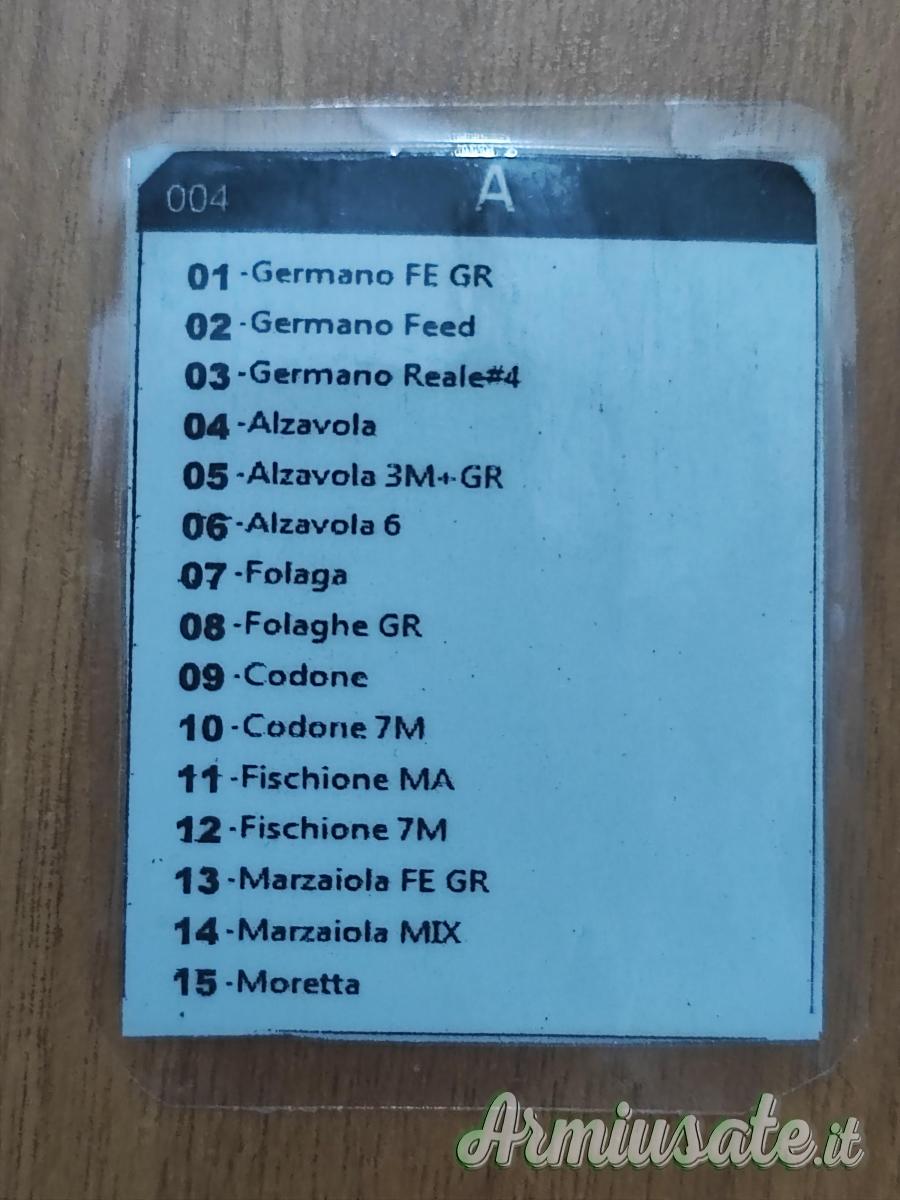 004 A
01 -Germano FE GR
02 -Germano Feed
03 -Germano Reale#4
04 -Alzavola
05 -Alzavola 3M+GR
06 -Alzavola 6
07 -Folaga
08 -Folaghe GR
09 -Codone
10 -Codone 7M
11 -Fischione MA
12 -Fischione 7M
13 -Marzaiola FE GR
14 -Marzaiola MIX
15 -Moretta
Armiusate.it